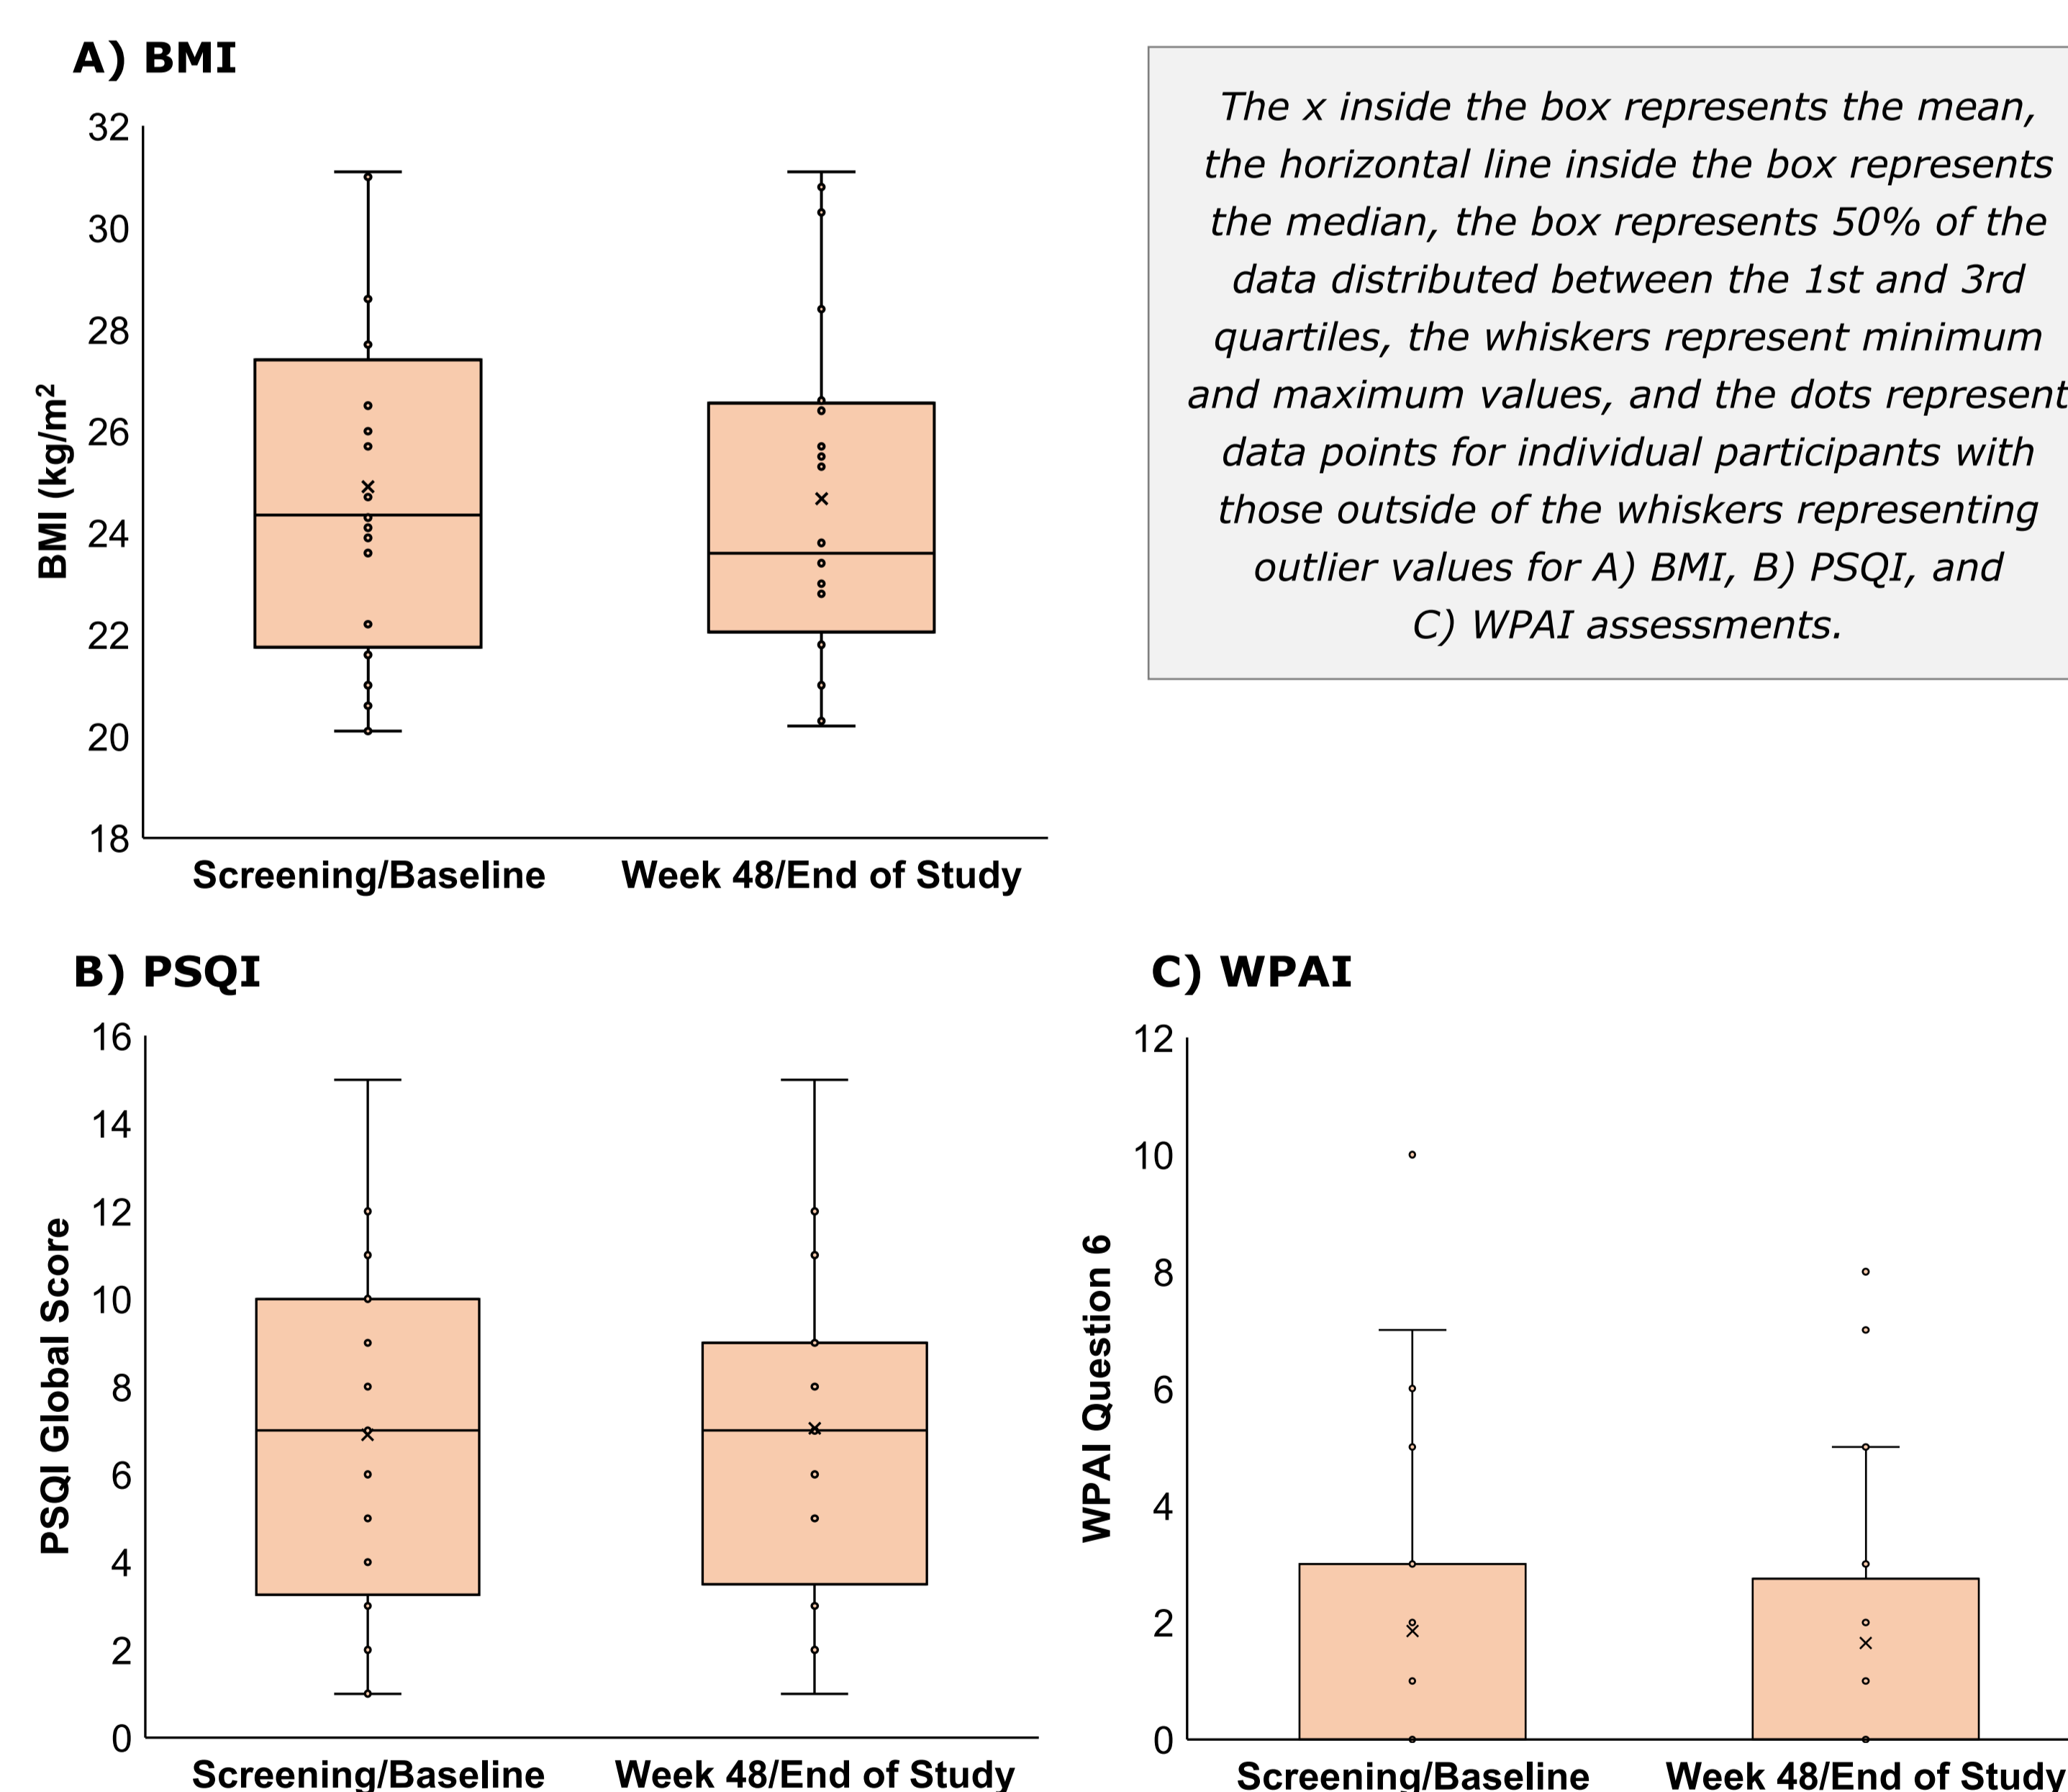 A) BMI
32
30
28
26
24
22
20
18
BMI (kg/m²
Screening/Baseline
Week 48/End of Study
The x inside the box represents the mean,
the horizontal line inside the box represents
the median, the box represents 50% of the
data distributed between the 1st and 3rd
quartiles, the whiskers represent minimum
and maximum values, and the dots represent
data points for individual participants with
those outside of the whiskers representing
outlier values for A) BMI, B) PSQI, and
C) WPAI assessments.
B) PSQI
16
14
12
10
8
6
4
2
0
PSQI Global Score
Screening/Baseline
Week 48/End of Study
C) WPAI
12
10
8
6
4
2
0
WPAI Question 6
Screening/Baseline
Week 48/End of Study